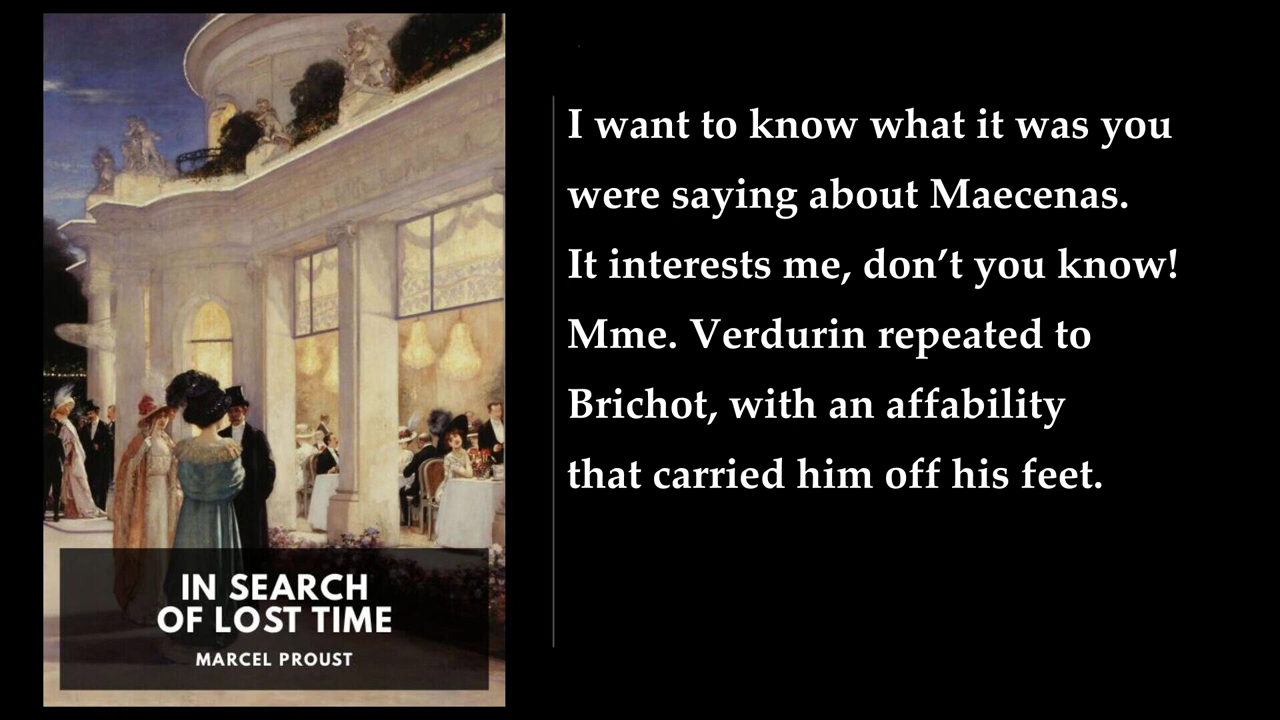 IN SEARCH
OF LOST TIME
MARCEL PROUST
I want to know what it was you
were saying about Maecenas.
It interests me, don’t you know!
Mme. Verdurin repeated to
Brichot, with an affability
that carried him off his feet.